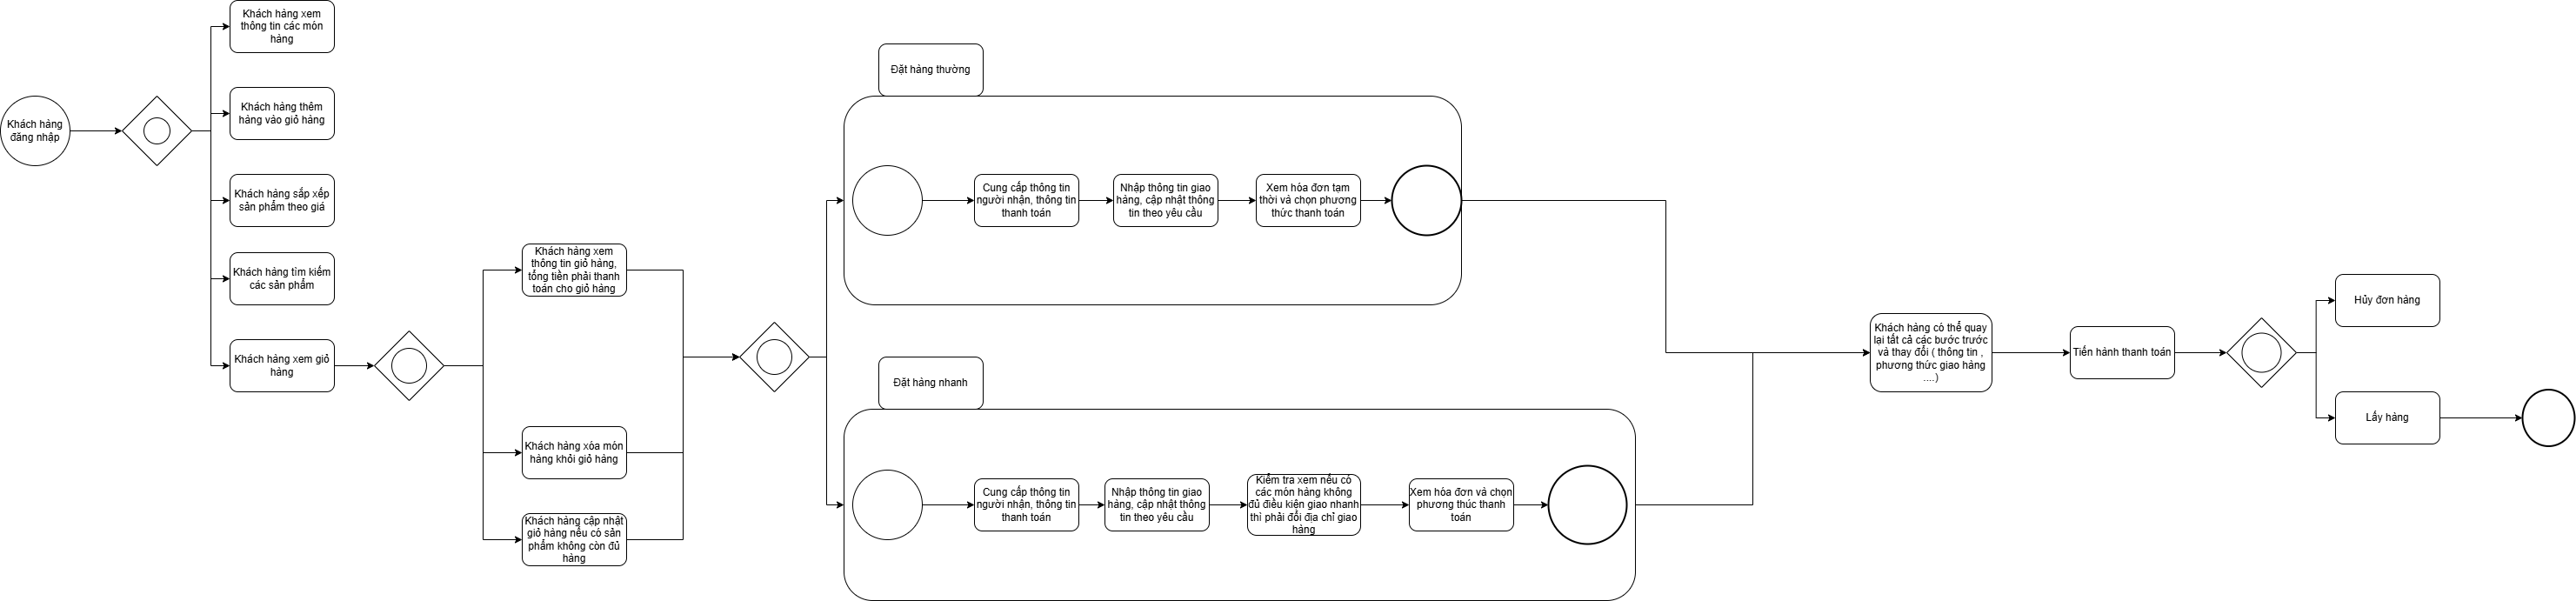 Khách hàng
đăng nhập
Khách hàng xem
thông tin các món
hàng
Khách hàng thêm
hàng vào giỏ hàng
Khách hàng sắp xếp
sản phẩm theo giá
Khách hàng tìm kiếm
các sản phẩm
Khách hàng xem giỏ
hàng
Khách hàng xem
thông tin giỏ hàng,
tổng tiền phải thanh
toán cho giỏ hàng
Khách hàng xóa món
hàng khỏi giỏ hàng
Khách hàng cập nhật
giỏ hàng nếu có sản
phẩm không còn đủ
hàng
Đặt hàng thường
Cung cấp thông tin
người nhận, thông tin
thanh toán
Nhập thông tin giao
hàng, cập nhật thông
tin theo yêu cầu
Xem hóa đơn tạm
thời và chọn phương
thức thanh toán
Đặt hàng nhanh
Cung cấp thông tin
người nhận, thông tin
thanh toán
Nhập thông tin giao
hàng, cập nhật thông
tin theo yêu cầu
Kiểm tra xem nếu có
các món hàng không
đủ điều kiện giao nhanh
thì phải đổi địa chỉ giao
hàng
Xem hóa đơn và chọn
phương thúc thanh
toán
Khách hàng có thể quay
lại tất cả các bước trước
và thay đổi ( thông tin ,
phương thức giao hàng
....)
Tiến hành thanh toán
Hủy đơn hàng
Lấy hàng